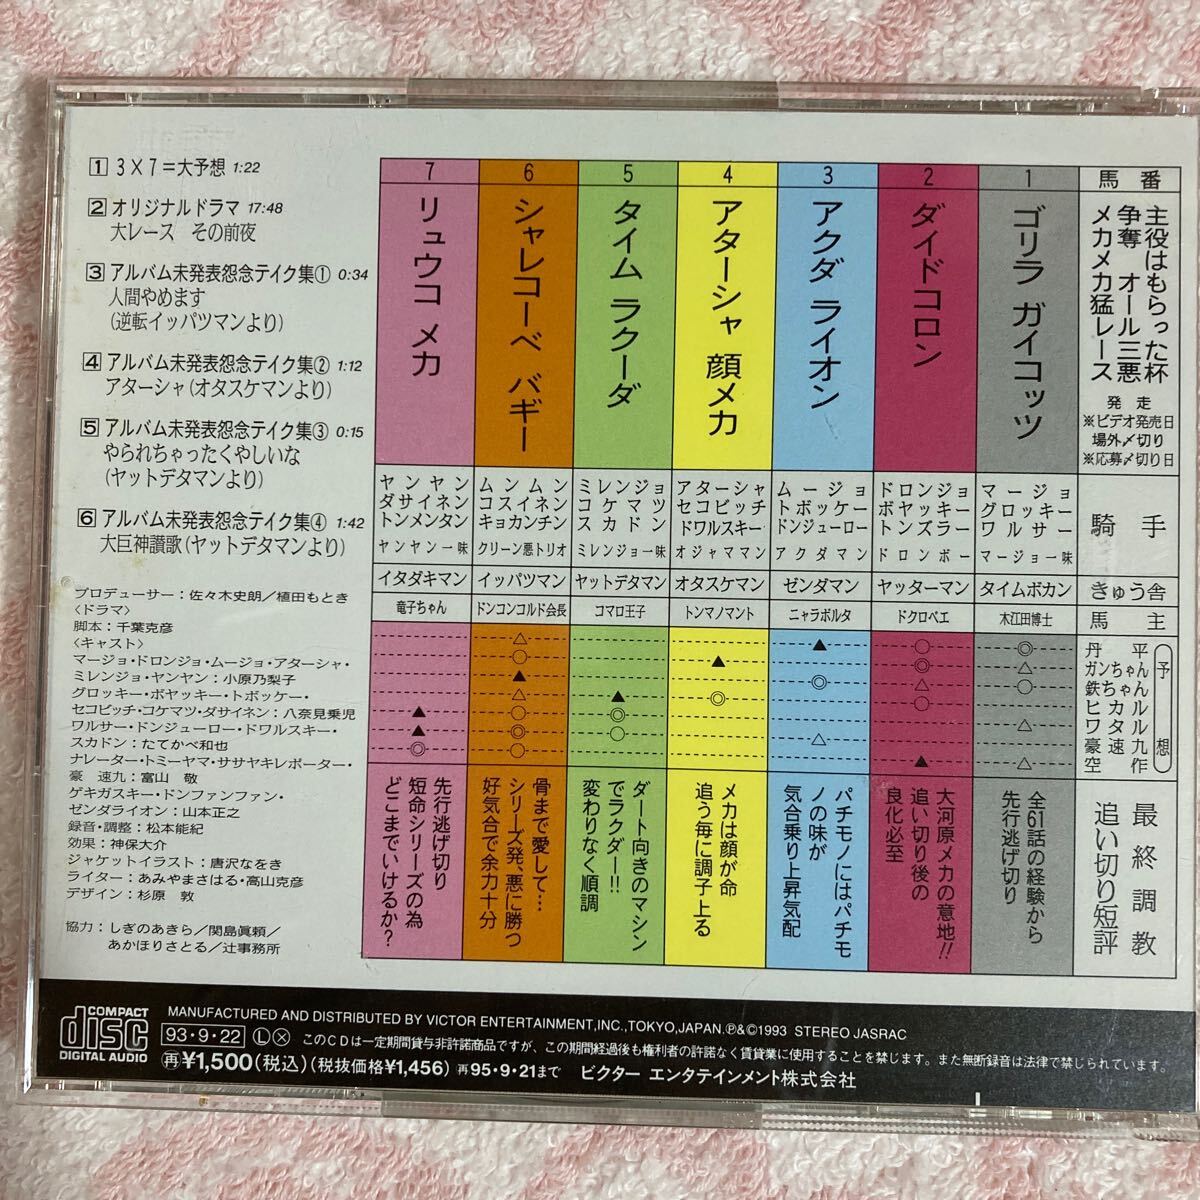 1 3×7=大予想 1:22
2 オリジナルドラマ 17:48
大レース その前夜
3 アルバム未発表怨念テイク集① 0:34
人間やめます
(逆転イッパツマンより)
4 アルバム未発表怨念テイク集② 1:12
アターシャ(オタスケマンより)
5 アルバム未発表怨念テイク集③ 0:15
やられちゃったくやしいな
(ヤットデタマンより)
6 アルバム未発表怨念テイク集④ 1:42
大巨神讃歌(ヤットデタマンより)
プロデューサー:佐々木史朗/植田もとき
〈ドラマ〉
脚本:千葉克彦
〈キャスト〉
マージョ・ドロンジョ・ムージョ・アターシャ・
ミレンジョ・ヤンヤン:小原乃梨子
グロッキー・ボヤッキー・トボッケー・
セコビッチ・コケマツ・ダサイネン:八奈見乗児
ワルサー・ドンジューロー・ドワルスキー・
スカドン:たてかべ和也
ナレーター・トミーヤマ・ササヤキレポーター・
豪 速九:富山 敬
ゲキガスキー・ドンファンファン・
ゼンダライオン:山本正之
録音・調整:松本能紀
効果:神保大介
ジャケットイラスト:唐沢なをき
ライター:あみやまさはる・高山克彦
デザイン:杉原 敦
協力:しぎのあきら/関島眞頼/
あかほりさとる/辻事務所
馬番
主役はもらった杯
争奪 オール三悪
メカメカ猛レース
発走
※ビデオ発売日
場外〆切り
※応募〆切り日
騎手
きゅう舎
馬主
予想
丹平
ガンちゃん
鉄ちゃん
ヒカル
ワタル
豪速九
空作
最終調教
追い切り短評
1
ゴリラ ガイコッツ
マージョ
グロッキー
ワルサー
マージョ一味
タイムボカン
木江田博士
◎
△
○
△
△
全61話の経験から
先行逃げ切り
2
ダイドコロン
ドロンジョ
ボヤッキー
トンズラー
ドロンボー
ヤッターマン
ドクロベエ
○
◎
△
○
▲
大河原メカの意地!!
追い切り後の
良化必至
3
アクダ ライオン
ムージョ
トボッケー
ドンジューロー
アクダマン
ゼンダマン
ニャラボルタ
▲
◎
△
パチモノにはパチモ
ノの味が
気合乗り上昇気配
4
アターシャ 顔メカ
アターシャ
セコビッチ
ドワルスキー
オジャママン
オタスケマン
トンマノマント
▲
◎
メカは顔が命
追う毎に調子上る
5
タイム ラクーダ
ミレンジョ
コケマツ
スカドン
ミレンジョ一味
ヤットデタマン
コマロ王子
▲
◎
○
ダート向きのマシン
でラクダー!!
変わりなく順調
6
シャレコーベ バギー
ムンムン
コスイネン
キョカンチン
クリーン悪トリオ
イッパツマン
ドンコンコルド会長
△
○
▲
△
○
◎
○
骨まで愛して…
シリーズ発、悪に勝つ
好気合で余力十分
7
リュウコ メカ
ヤンヤン
ダサイネン
トンメンタン
ヤンヤン一味
イタダキマン
竜子ちゃん
▲
▲
◎
先行逃げ切り
短命シリーズの為
どこまでいけるか?
COMPACT
disc
DIGITAL AUDIO
MANUFACTURED AND DISTRIBUTED BY VICTOR ENTERTAINMENT,INC.,TOKYO,JAPAN.Ⓟ&©1993 STEREO JASRAC
93・9・22 Ⓛ ⓧ このCDは一定期間貸与非許諾商品ですが、この期間経過後も権利者の許諾なく賃貸業に使用することを禁じます。また無断録音は法律で禁じられています。
再¥1,500(税込)(税抜価格¥1,456) 再95・9・21まで ビクター エンタテインメント株式会社